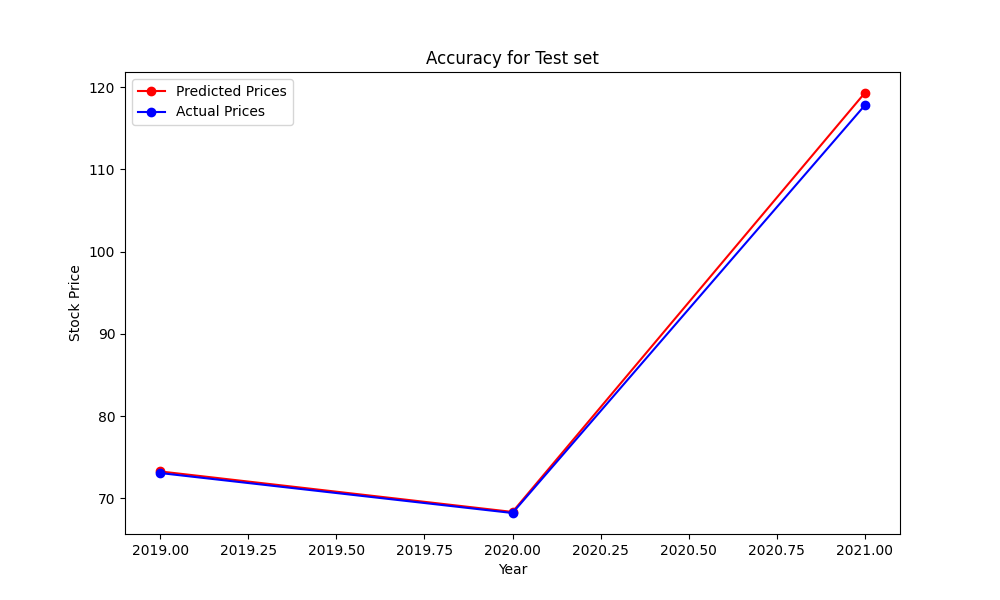 Accuracy for Test set
Predicted Prices
Actual Prices
120
110
100
90
80
70
Stock Price
2019.00 2019.25 2019.50 2019.75 2020.00 2020.25 2020.50 2020.75 2021.00
Year